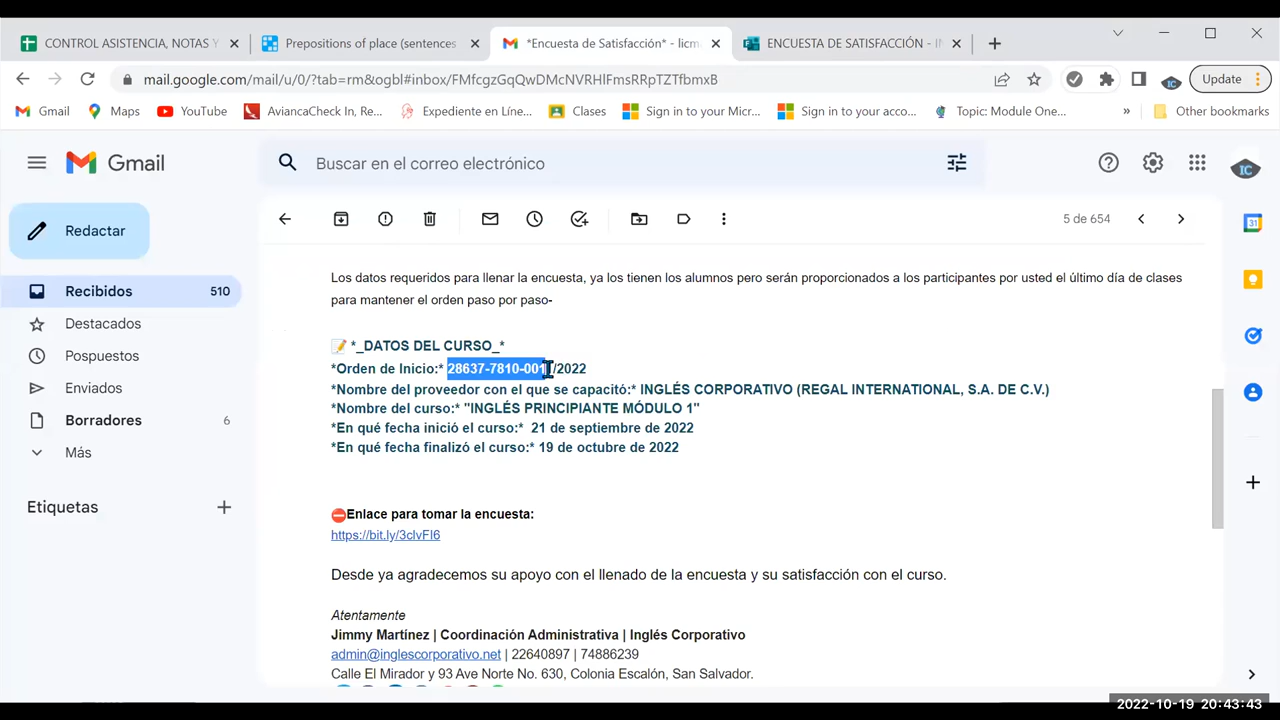 CONTROL ASISTENCIA, NOTAS Y
Prepositions of place (sentences
*Encuesta de Satisfacción* - licm
ENCUESTA DE SATISFACCIÓN - I
mail.google.com/mail/u/0/?tab=rm&ogbl#inbox/FMfcgzGqQwDMcNVRHlFmsRRpTZTfbmxB
Update
Gmail
Maps
YouTube
AviancaCheck In, Re...
Expediente en Líne...
Clases
Sign in to your Micr...
Sign in to your acco...
Topic: Module One...
»
Other bookmarks
Gmail
Buscar en el correo electrónico
Redactar
5 de 654
Recibidos 510
Destacados
Pospuestos
Enviados
Borradores 6
Más
Etiquetas
Los datos requeridos para llenar la encuesta, ya los tienen los alumnos pero serán proporcionados a los participantes por usted el último día de clases
para mantener el orden paso por paso-
*_DATOS DEL CURSO_*
*Orden de Inicio:* 28637-7810-001 /2022
*Nombre del proveedor con el que se capacitó:* INGLÉS CORPORATIVO (REGAL INTERNATIONAL, S.A. DE C.V.)
*Nombre del curso:* "INGLÉS PRINCIPIANTE MÓDULO 1"
*En qué fecha inició el curso:* 21 de septiembre de 2022
*En qué fecha finalizó el curso:* 19 de octubre de 2022
Enlace para tomar la encuesta:
https://bit.ly/3clvFI6
Desde ya agradecemos su apoyo con el llenado de la encuesta y su satisfacción con el curso.
Atentamente
Jimmy Martínez | Coordinación Administrativa | Inglés Corporativo
admin@inglescorporativo.net | 22640897 | 74886239
Calle El Mirador y 93 Ave Norte No. 630, Colonia Escalón, San Salvador.
2022-10-19 20:43:43